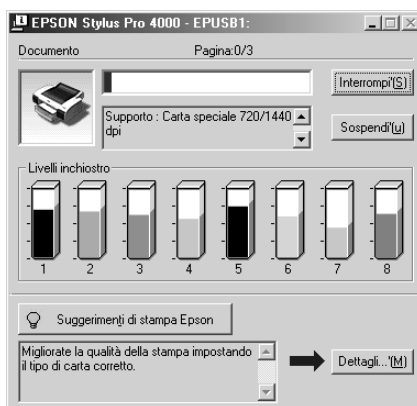 EPSON Stylus Pro 4000 - EPUSB1:
Documento Pagina:0/3
Interrompi'(S)
Supporto : Carta speciale 720/1440
dpi
Sospendi'(u)
Livelli inchiostro
1 2 3 4 5 6 7 8
Suggerimenti di stampa Epson
Migliorate la qualità della stampa impostando
il tipo di carta corretto.
Dettagli...'(M)